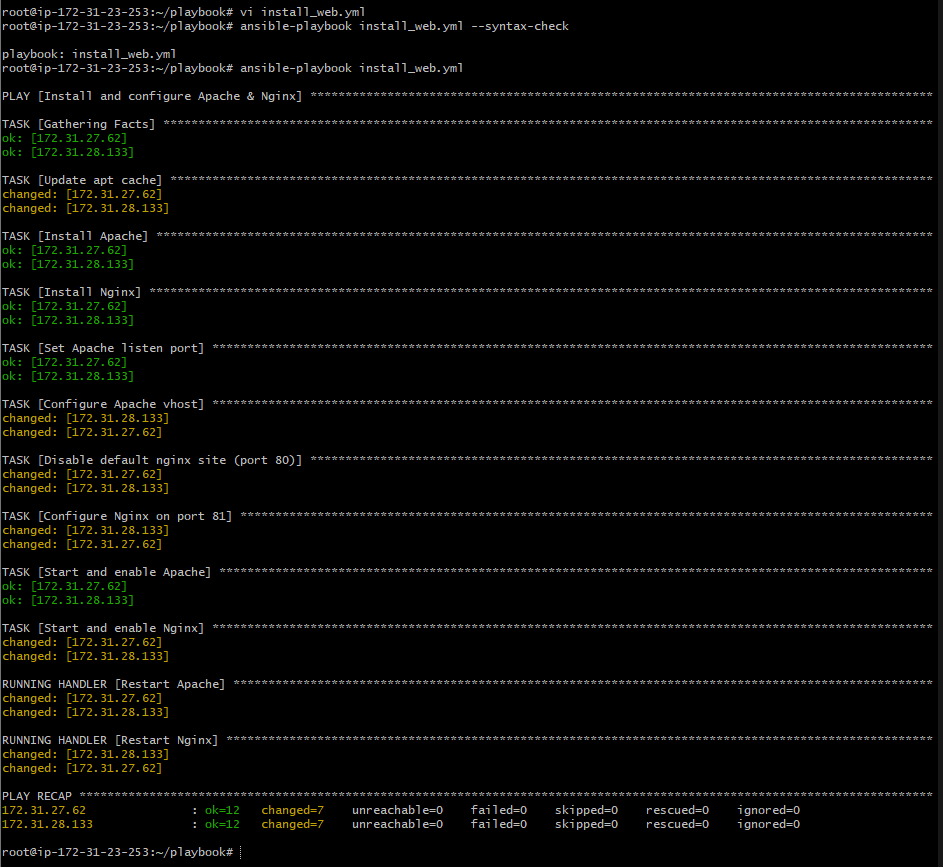 root@ip-172-31-23-253:~/playbook# vi install_web.yml
root@ip-172-31-23-253:~/playbook# ansible-playbook install_web.yml --syntax-check
playbook: install_web.yml
root@ip-172-31-23-253:~/playbook# ansible-playbook install_web.yml
PLAY [Install and configure Apache & Nginx] *****************************************************************************************
TASK [Gathering Facts] **************************************************************************************************************
ok: [172.31.27.62]
ok: [172.31.28.133]
TASK [Update apt cache] *************************************************************************************************************
changed: [172.31.27.62]
changed: [172.31.28.133]
TASK [Install Apache] ***************************************************************************************************************
ok: [172.31.27.62]
ok: [172.31.28.133]
TASK [Install Nginx] ****************************************************************************************************************
ok: [172.31.27.62]
ok: [172.31.28.133]
TASK [Set Apache listen port] *******************************************************************************************************
ok: [172.31.27.62]
ok: [172.31.28.133]
TASK [Configure Apache vhost] *******************************************************************************************************
changed: [172.31.28.133]
changed: [172.31.27.62]
TASK [Disable default nginx site (port 80)] *****************************************************************************************
changed: [172.31.27.62]
changed: [172.31.28.133]
TASK [Configure Nginx on port 81] ***************************************************************************************************
changed: [172.31.28.133]
changed: [172.31.27.62]
TASK [Start and enable Apache] ******************************************************************************************************
ok: [172.31.27.62]
ok: [172.31.28.133]
TASK [Start and enable Nginx] *******************************************************************************************************
changed: [172.31.27.62]
changed: [172.31.28.133]
RUNNING HANDLER [Restart Apache] ****************************************************************************************************
changed: [172.31.27.62]
changed: [172.31.28.133]
RUNNING HANDLER [Restart Nginx] *****************************************************************************************************
changed: [172.31.28.133]
changed: [172.31.27.62]
PLAY RECAP **************************************************************************************************************************
172.31.27.62 : ok=12 changed=7 unreachable=0 failed=0 skipped=0 rescued=0 ignored=0
172.31.28.133 : ok=12 changed=7 unreachable=0 failed=0 skipped=0 rescued=0 ignored=0
root@ip-172-31-23-253:~/playbook#